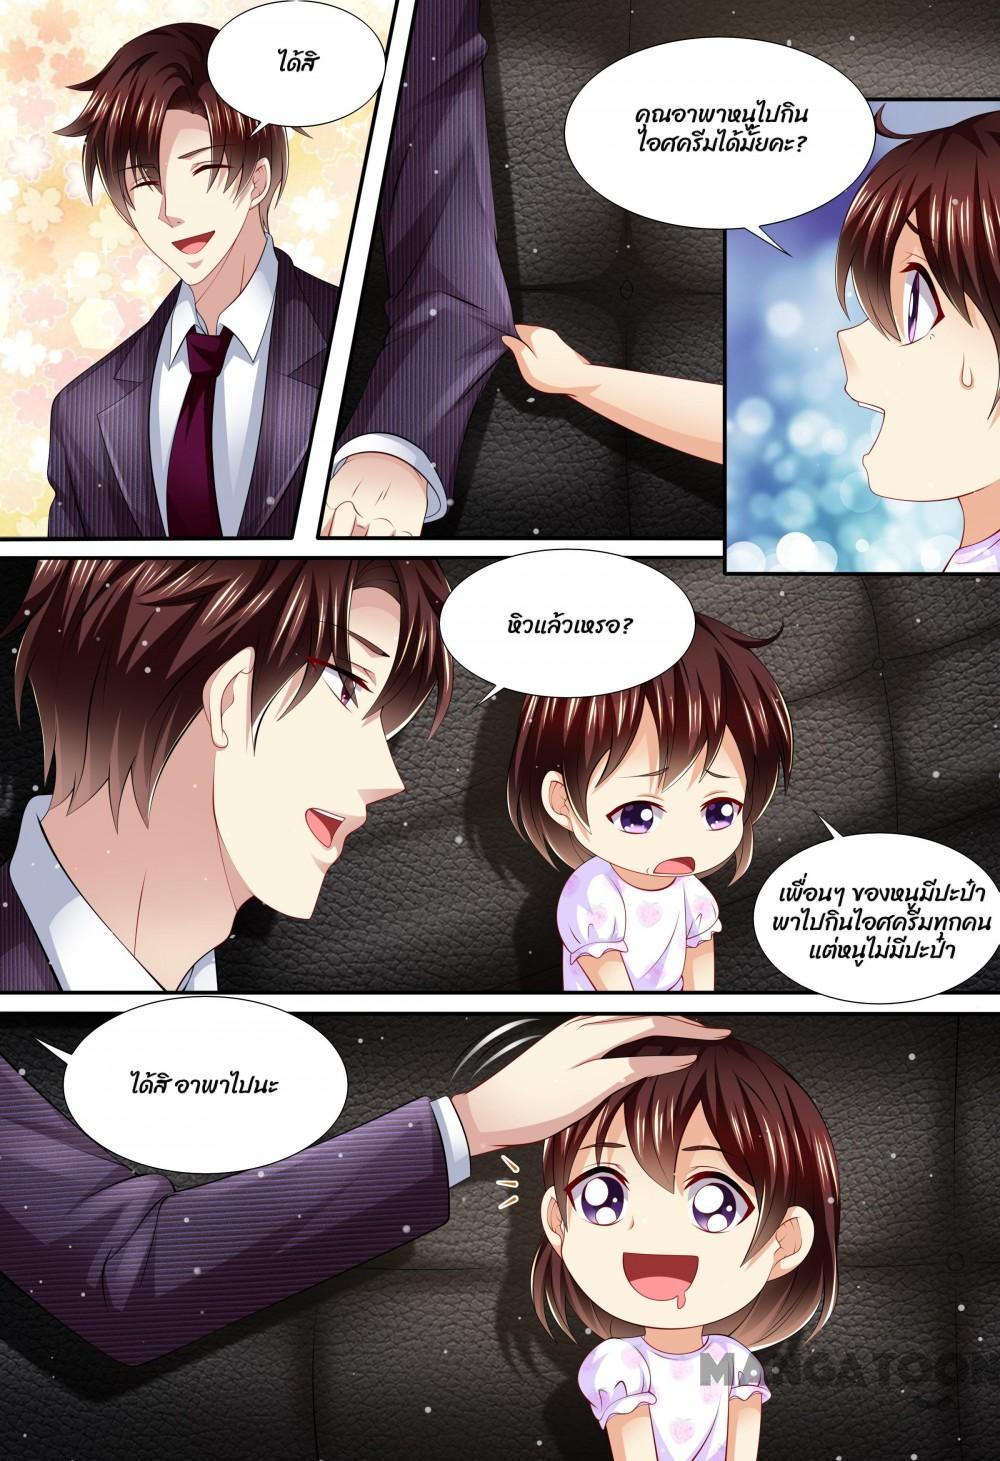 ได้สิ
คุณอาพาหนูไปกิน
ไอศครีมได้มั้ยคะ?
หิวแล้วเหรอ?
เพื่อนๆ ของหนูมีปะป๋า
พาไปกินไอศครีมทุกคน
แต่หนูไม่มีปะป๋า
ได้สิ อาพาไปนะ
MANGATOON